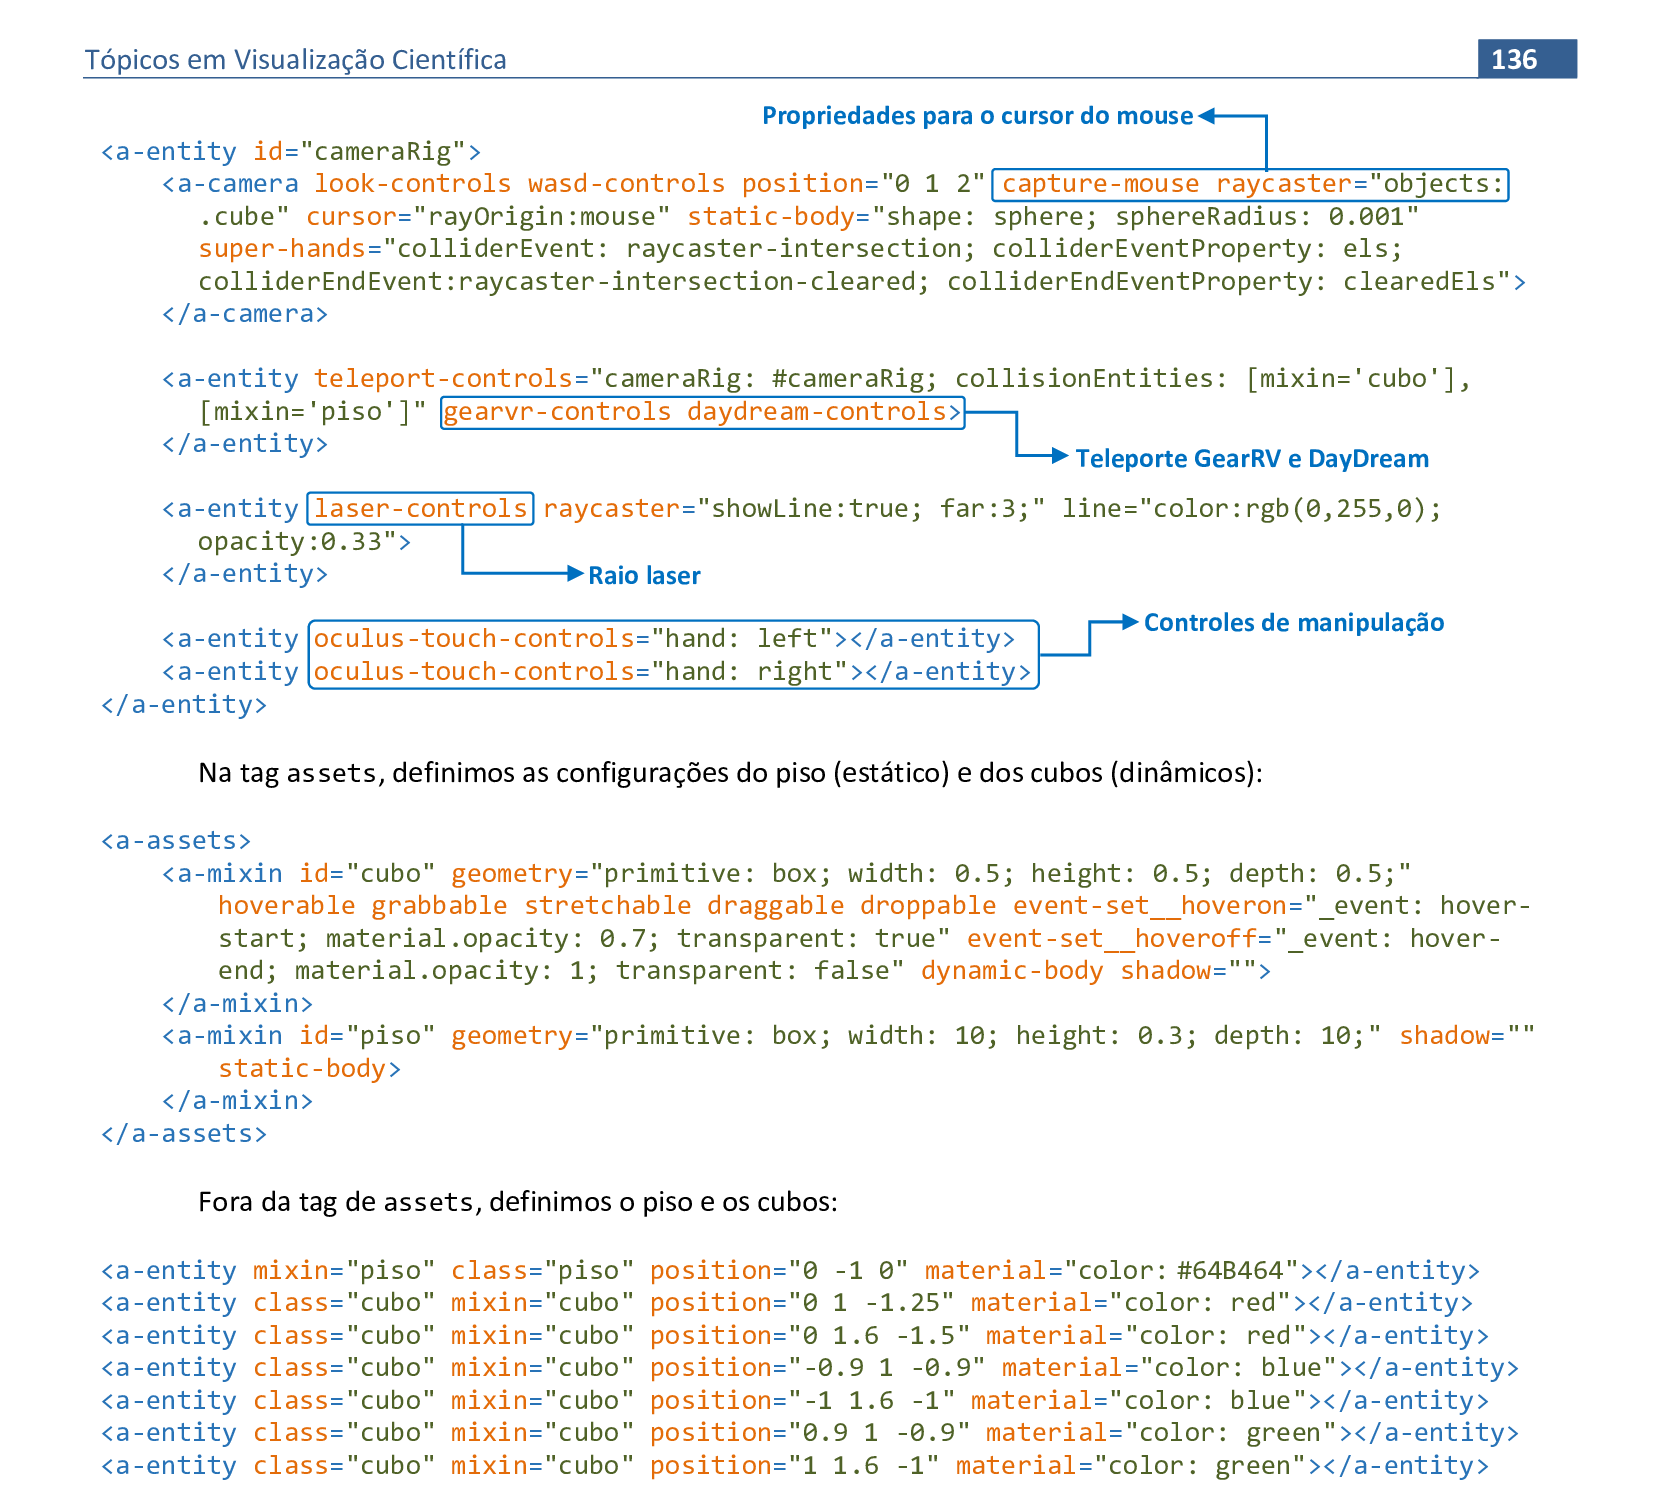 Tópicos em Visualização Científica 136
Propriedades para o cursor do mouse
<a-entity id="cameraRig">
<a-camera look-controls wasd-controls position="0 1 2" capture-mouse raycaster="objects:
.cube" cursor="rayOrigin:mouse" static-body="shape: sphere; sphereRadius: 0.001"
super-hands="colliderEvent: raycaster-intersection; colliderEventProperty: els;
colliderEndEvent:raycaster-intersection-cleared; colliderEndEventProperty: clearedEls">
</a-camera>
<a-entity teleport-controls="cameraRig: #cameraRig; collisionEntities: [mixin='cubo'],
[mixin='piso']" gearvr-controls daydream-controls>
</a-entity>
Teleporte GearRV e DayDream
<a-entity laser-controls raycaster="showLine:true; far:3;" line="color:rgb(0,255,0);
opacity:0.33">
</a-entity>
Raio laser
Controles de manipulação
<a-entity oculus-touch-controls="hand: left"></a-entity>
<a-entity oculus-touch-controls="hand: right"></a-entity>
</a-entity>
Na tag assets, definimos as configurações do piso (estático) e dos cubos (dinâmicos):
<a-assets>
<a-mixin id="cubo" geometry="primitive: box; width: 0.5; height: 0.5; depth: 0.5;"
hoverable grabbable stretchable draggable droppable event-set__hoveron="_event: hover-
start; material.opacity: 0.7; transparent: true" event-set__hoveroff="_event: hover-
end; material.opacity: 1; transparent: false" dynamic-body shadow="">
</a-mixin>
<a-mixin id="piso" geometry="primitive: box; width: 10; height: 0.3; depth: 10;" shadow=""
static-body>
</a-mixin>
</a-assets>
Fora da tag de assets, definimos o piso e os cubos:
<a-entity mixin="piso" class="piso" position="0 -1 0" material="color: #64B464"></a-entity>
<a-entity class="cubo" mixin="cubo" position="0 1 -1.25" material="color: red"></a-entity>
<a-entity class="cubo" mixin="cubo" position="0 1.6 -1.5" material="color: red"></a-entity>
<a-entity class="cubo" mixin="cubo" position="-0.9 1 -0.9" material="color: blue"></a-entity>
<a-entity class="cubo" mixin="cubo" position="-1 1.6 -1" material="color: blue"></a-entity>
<a-entity class="cubo" mixin="cubo" position="0.9 1 -0.9" material="color: green"></a-entity>
<a-entity class="cubo" mixin="cubo" position="1 1.6 -1" material="color: green"></a-entity>